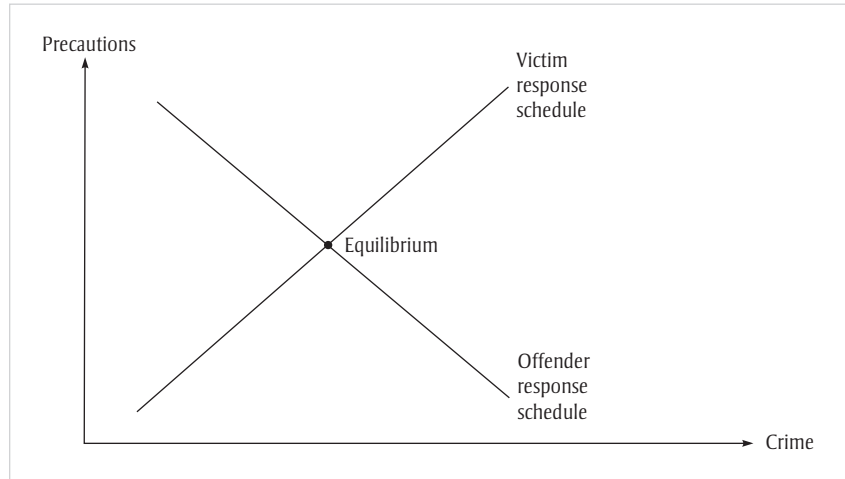 Precautions
Victim
response
schedule
Equilibrium
Offender
response
schedule
Crime